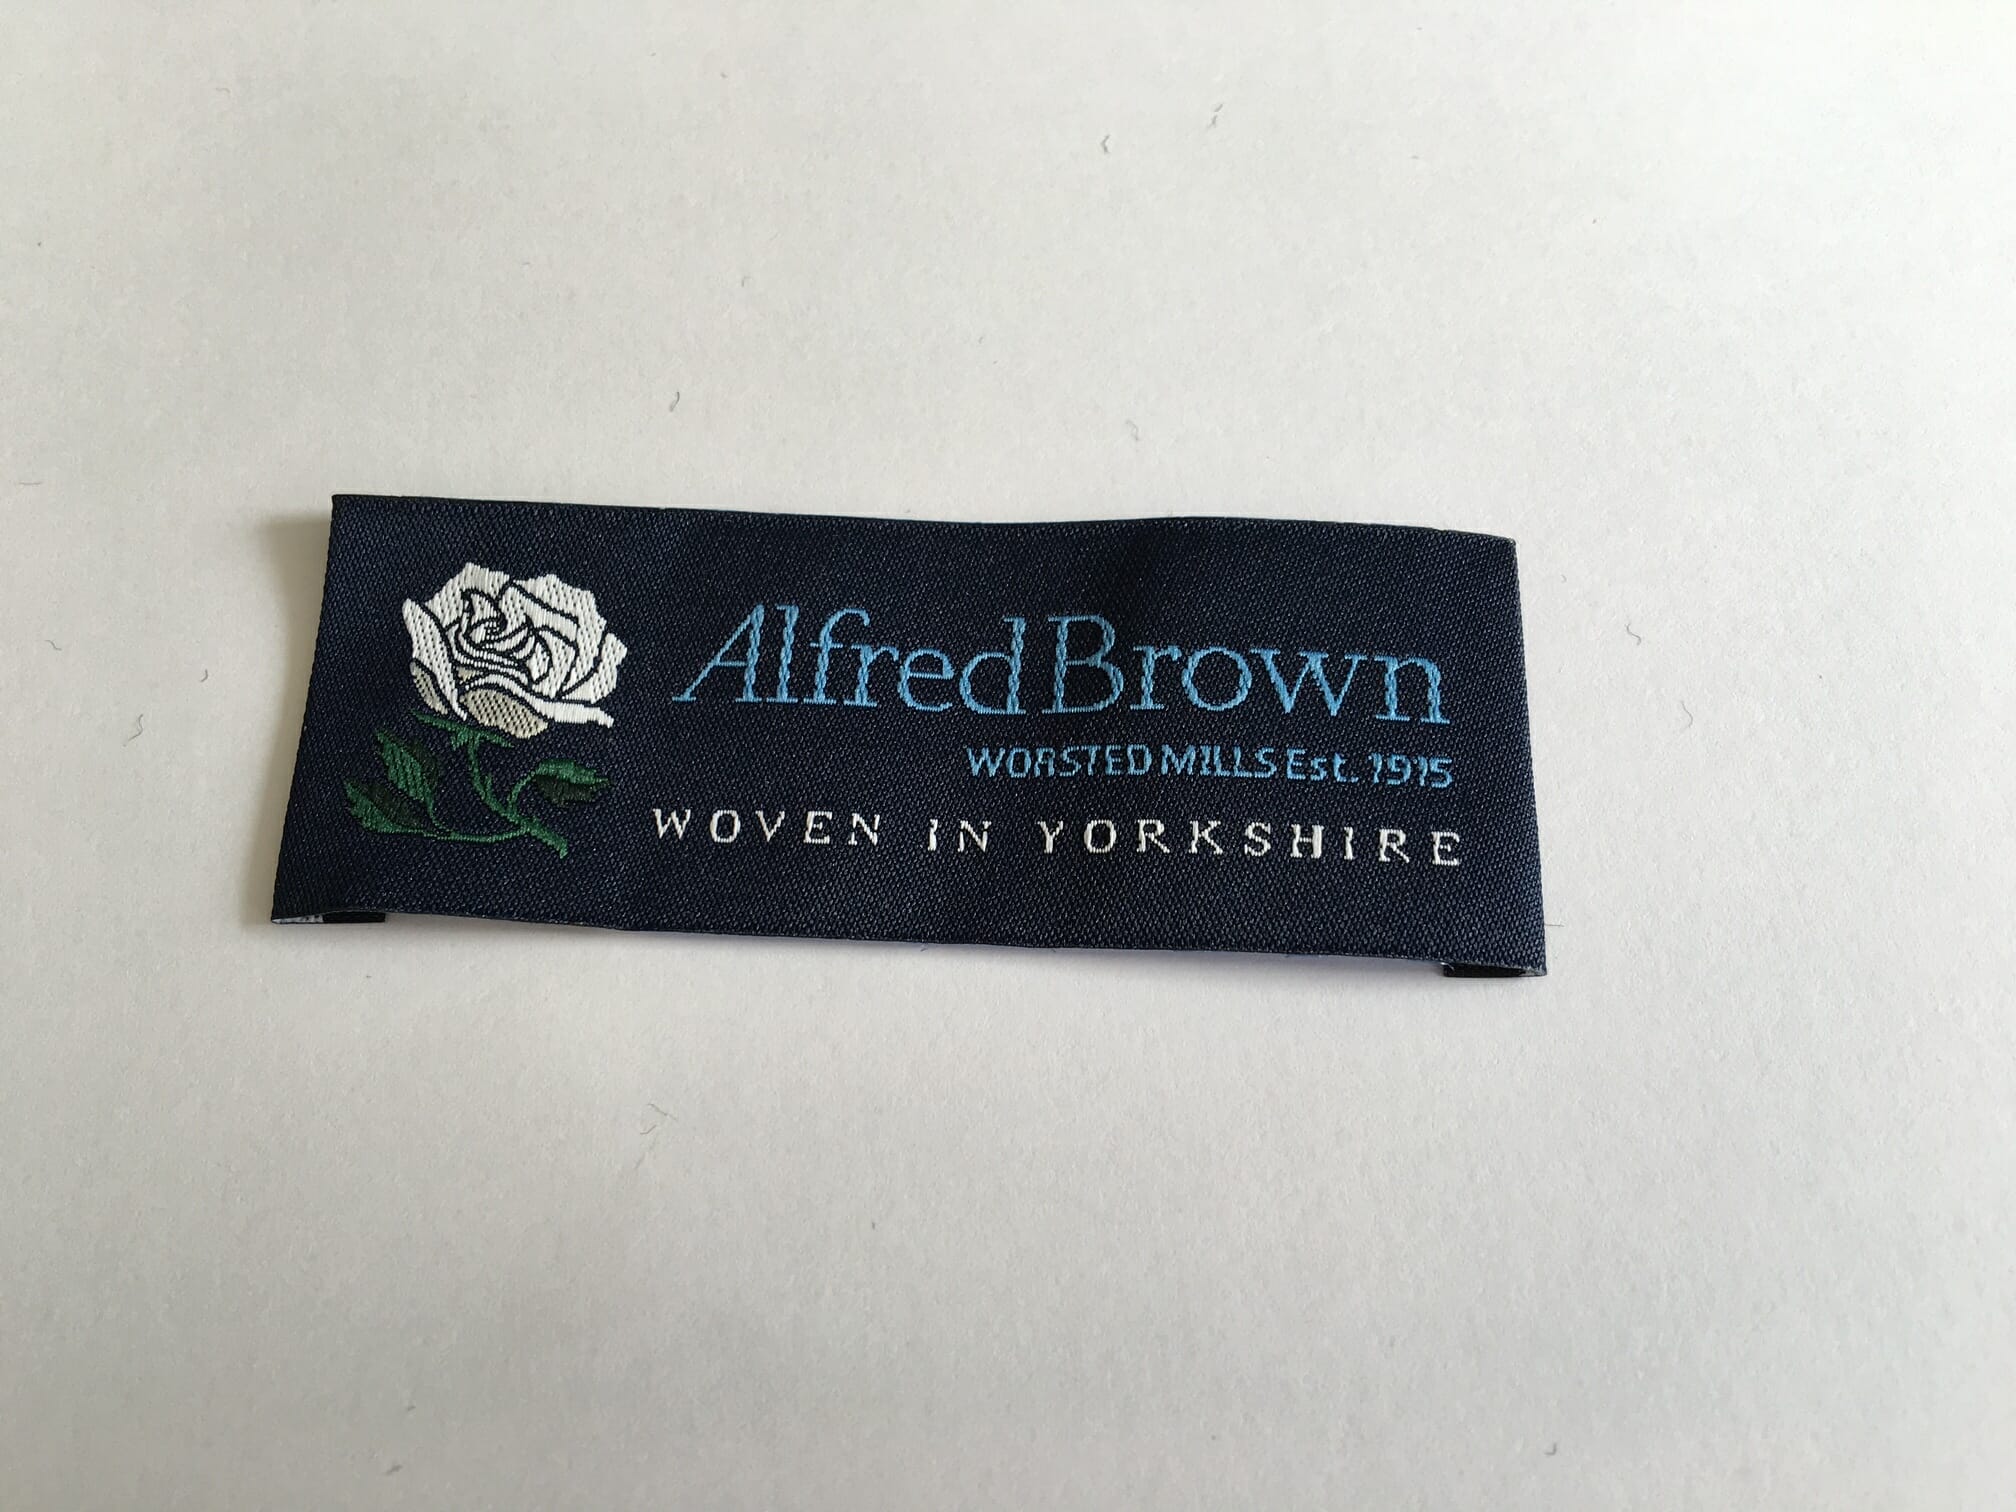 Alfred Brown
WORSTED MILLS Est. 1915
WOVEN IN YORKSHIRE